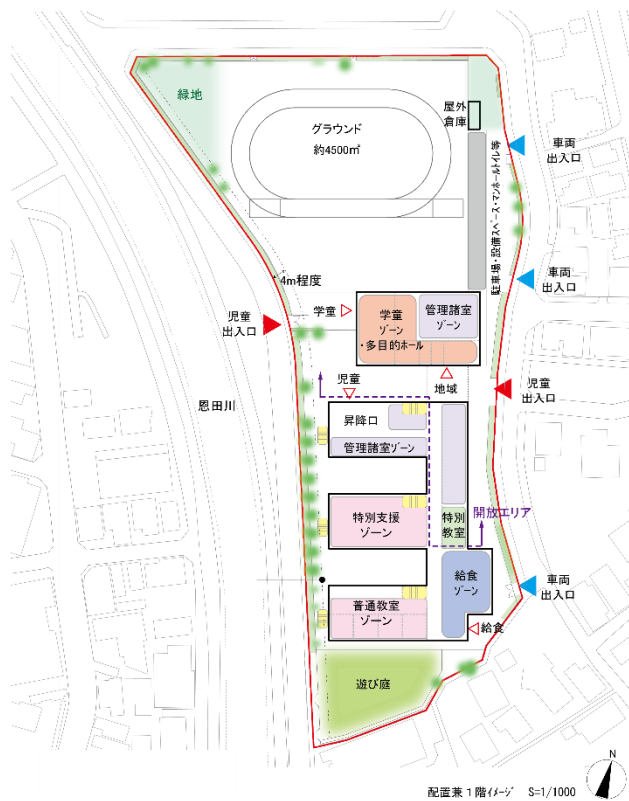 緑地
グラウンド
約4500㎡
屋外
倉庫
車両
出入口
駐車場・設備スペース・マンホールトイレ等
4m程度
車両
出入口
学童
学童
ゾーン
・多目的ホール
管理諸室
ゾーン
児童
出入口
児童
地域
児童
出入口
恩田川
昇降口
管理諸室ゾーン
開放エリア
特別支援
ゾーン
特別
教室
給食
ゾーン
車両
出入口
普通教室
ゾーン
給食
遊び庭
N
配置兼1階イメージ S=1/1000